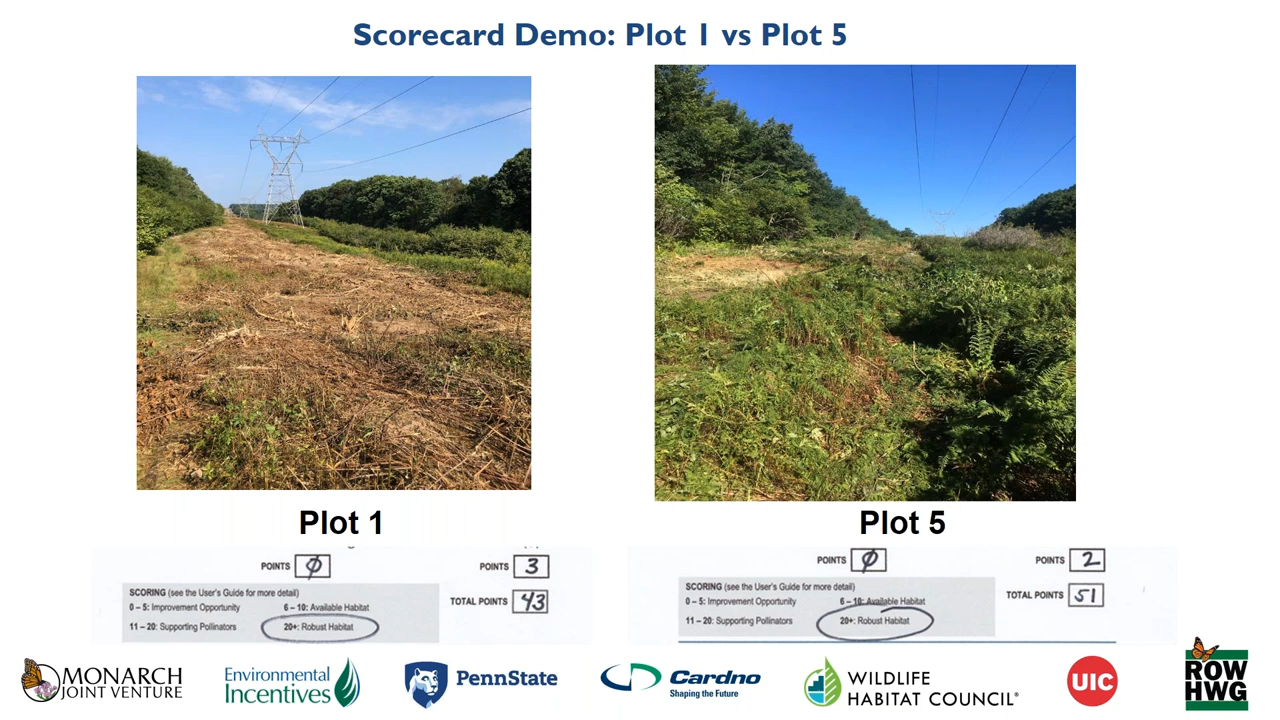 Scorecard Demo: Plot 1 vs Plot 5
Plot 1
Plot 5
POINTS Ø
POINTS 3
SCORING (see the User's Guide for more detail)
0 – 5: Improvement Opportunity
6 – 10: Available Habitat
11 – 20: Supporting Pollinators
20+: Robust Habitat
TOTAL POINTS 43
POINTS Ø
POINTS 2
SCORING (see the User's Guide for more detail)
0 – 5: Improvement Opportunity
6 – 10: Available Habitat
11 – 20: Supporting Pollinators
20+: Robust Habitat
TOTAL POINTS 51
MONARCH
JOINT VENTURE
Environmental
Incentives
PennState
Cardno
Shaping the Future
WILDLIFE
HABITAT COUNCIL®
UIC
ROW
HWG